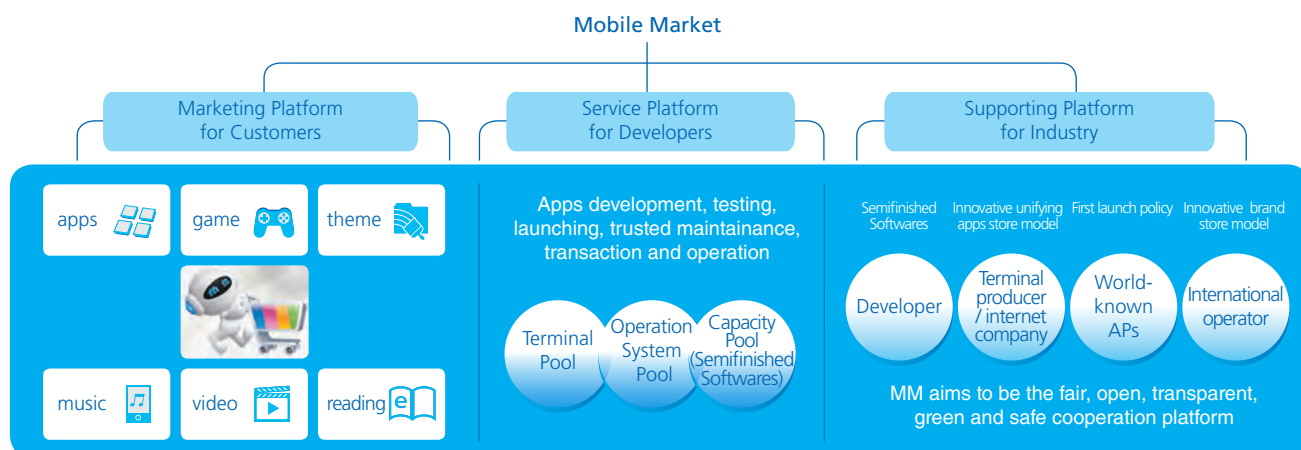 Mobile Market
Marketing Platform
for Customers
Service Platform
for Developers
Supporting Platform
for Industry
apps
game
theme
music
video
reading
e
Apps development, testing,
launching, trusted maintainance,
transaction and operation
Terminal
Pool
Operation
System
Pool
Capacity
Pool
(Semifinished
Softwares)
Semifinished
Softwares
Innovative unifying
apps store model
First launch policy
Innovative brand
store model
Developer
Terminal
producer
/ internet
company
World-
known
APs
International
operator
MM aims to be the fair, open, transparent,
green and safe cooperation platform